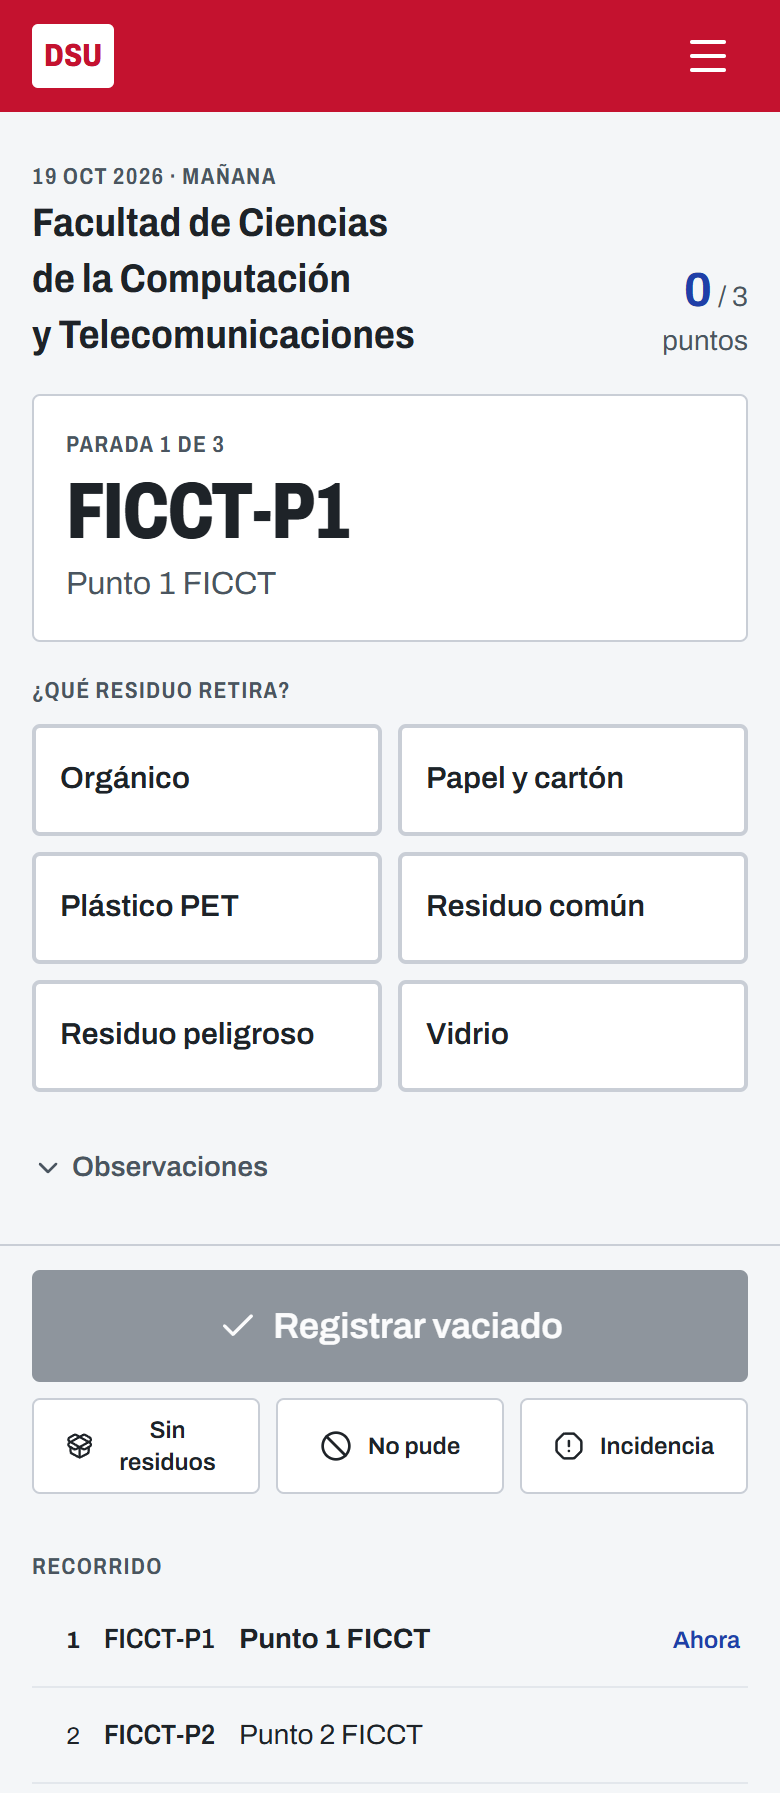 DSU
19 OCT 2026 · MAÑANA
Facultad de Ciencias
de la Computación
y Telecomunicaciones
0 / 3
puntos
PARADA 1 DE 3
FICCT-P1
Punto 1 FICCT
¿QUÉ RESIDUO RETIRA?
Orgánico
Papel y cartón
Plástico PET
Residuo común
Residuo peligroso
Vidrio
Observaciones
Registrar vaciado
Sin
residuos
No pude
Incidencia
RECORRIDO
1 FICCT-P1 Punto 1 FICCT Ahora
2 FICCT-P2 Punto 2 FICCT